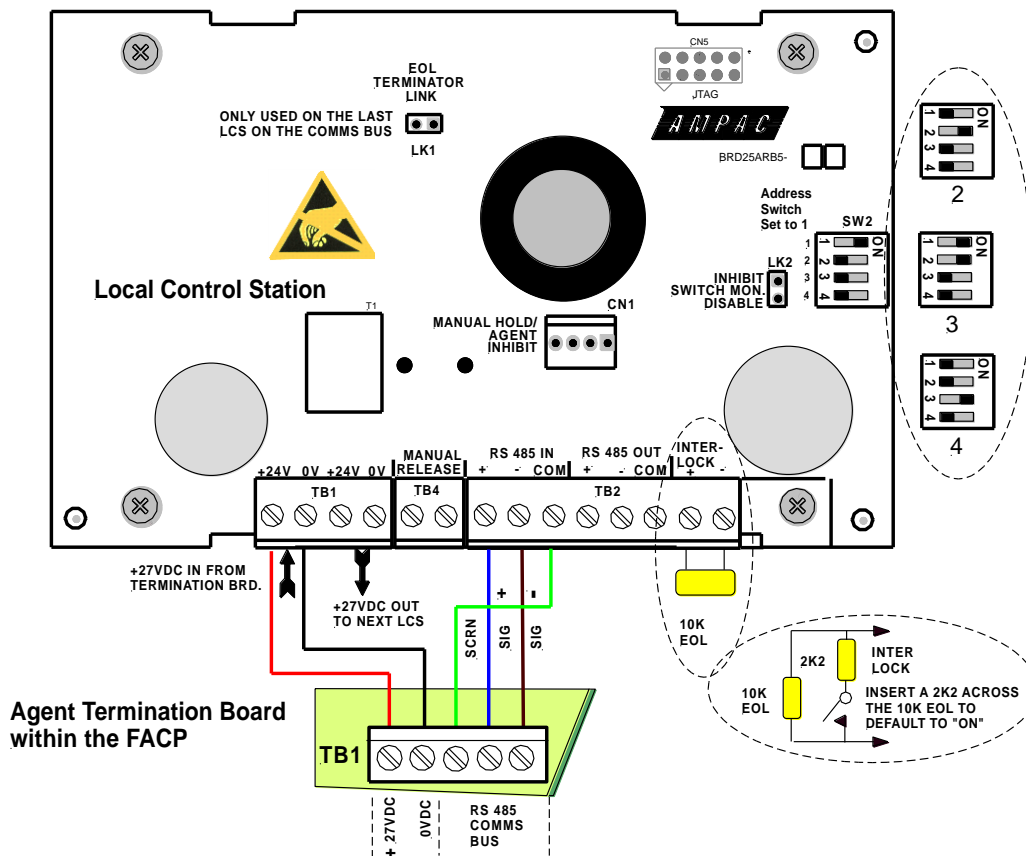 CN5
JTAG
EOL
TERMINATOR
LINK
ONLY USED ON THE LAST
LCS ON THE COMMS BUS
LK1
AMPAC
BRD25ARB5-
Address
Switch
Set to 1
SW2
1
2
3
4
1
2
3
4
ON
LK2
INHIBIT
SWITCH MON.
DISABLE
1
2
3
4
ON
2
1
2
3
4
ON
3
1
2
3
4
ON
4
Local Control Station
T1
MANUAL HOLD/
AGENT
INHIBIT
CN1
+24V 0V +24V 0V
MANUAL
RELEASE
RS 485 IN
+ - COM
RS 485 OUT
+ - COM
INTER-
LOCK
+ -
TB1
TB4
TB2
+27VDC IN FROM
TERMINATION BRD.
+27VDC OUT
TO NEXT LCS
SCRN
SIG +
SIG -
10K
EOL
2K2
INTER
LOCK
10K
EOL
INSERT A 2K2 ACROSS
THE 10K EOL TO
DEFAULT TO "ON"
Agent Termination Board
within the FACP
TB1
+ 27VDC
0VDC
RS 485
COMMS
BUS